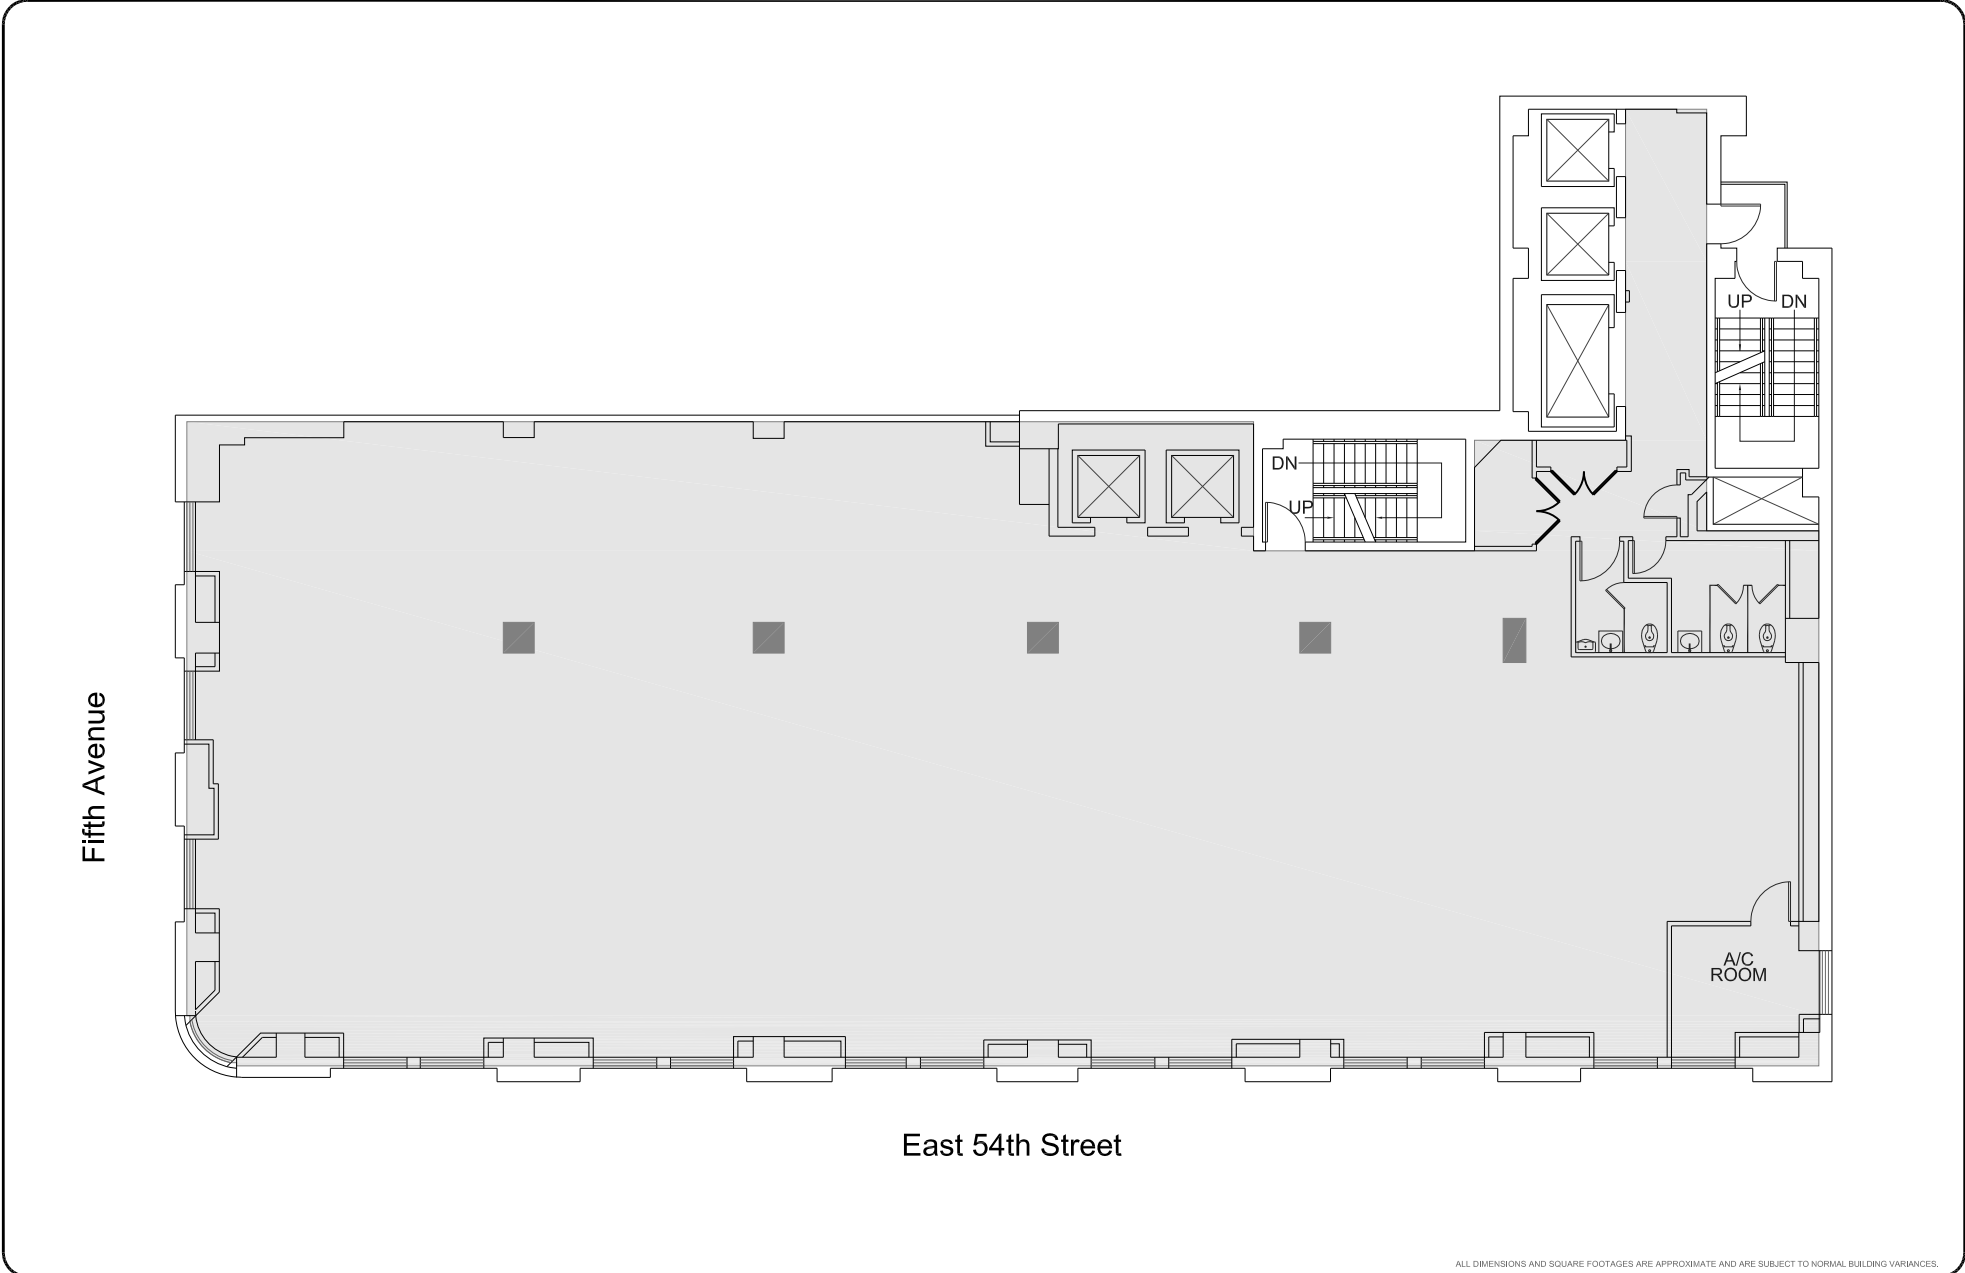 UP DN
DN
UP
Fifth Avenue
A/C
ROOM
East 54th Street
ALL DIMENSIONS AND SQUARE FOOTAGES ARE APPROXIMATE AND ARE SUBJECT TO NORMAL BUILDING VARIANCES.